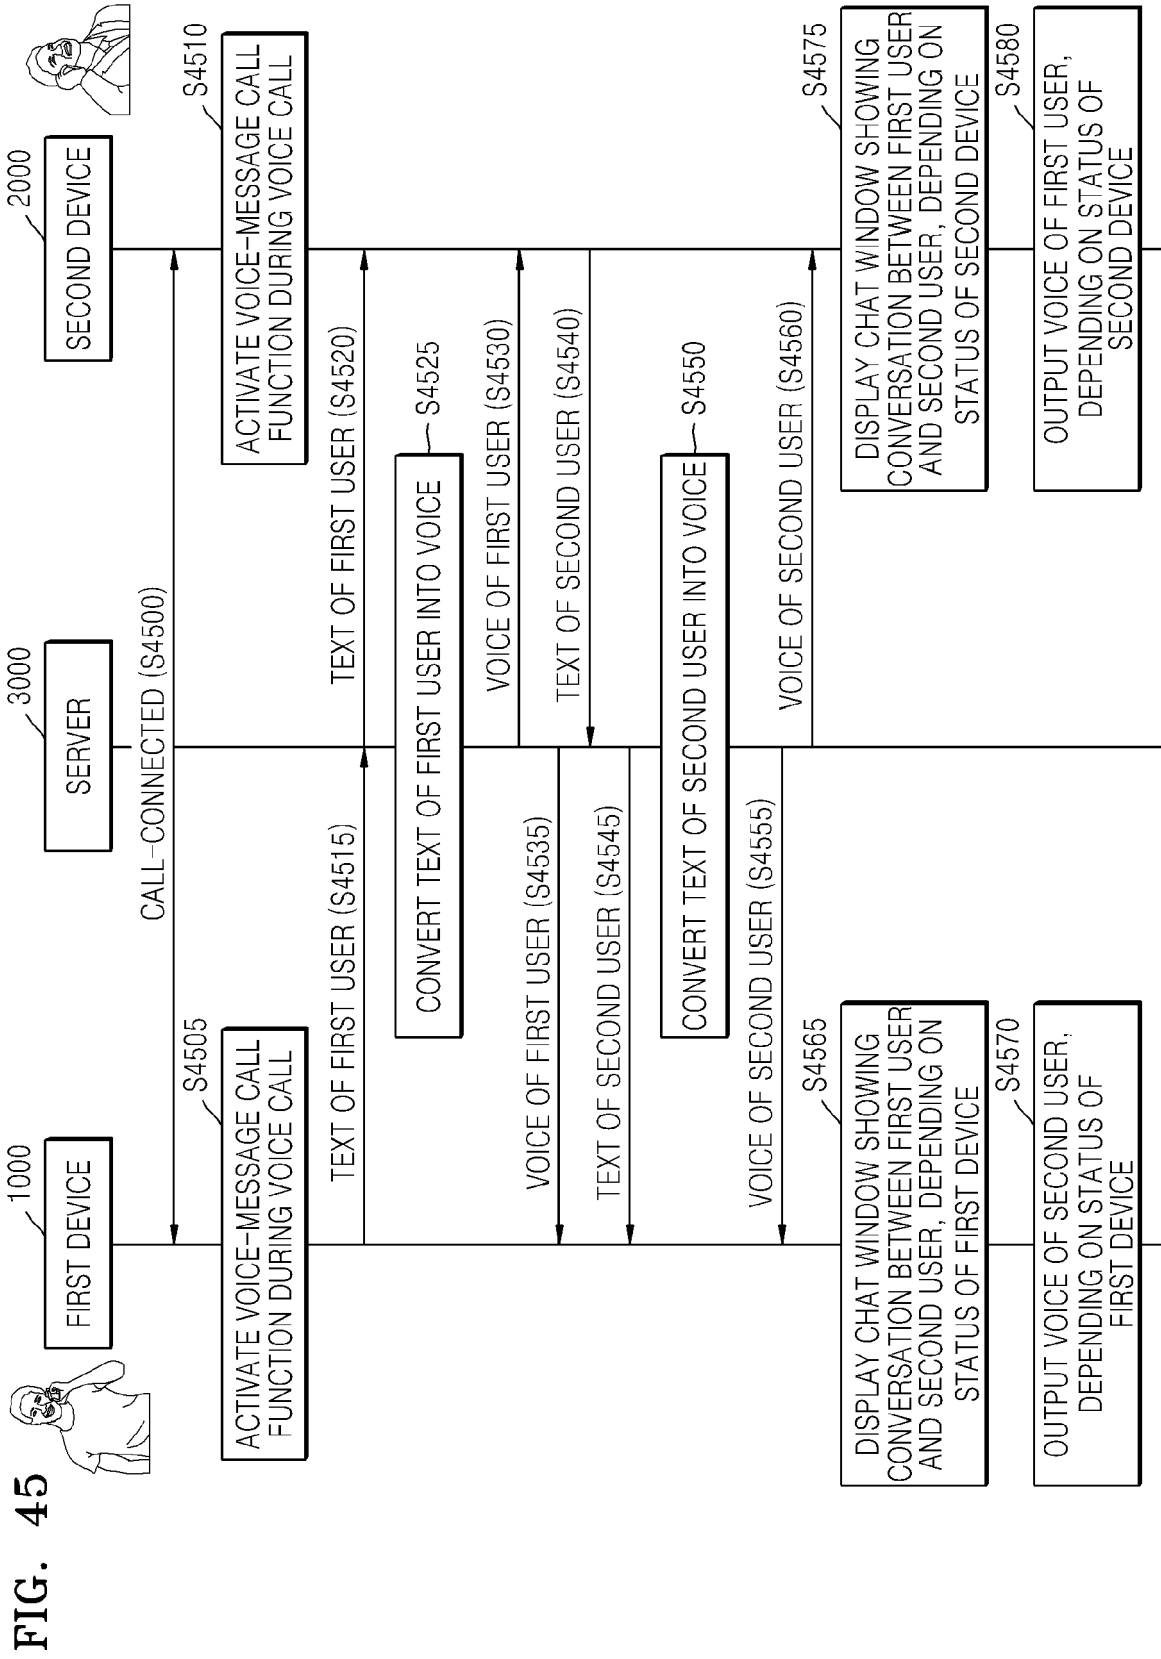 FIG. 45
1000
FIRST DEVICE
3000
SERVER
2000
SECOND DEVICE
CALL-CONNECTED (S4500)
S4505
ACTIVATE VOICE-MESSAGE CALL
FUNCTION DURING VOICE CALL
S4510
ACTIVATE VOICE-MESSAGE CALL
FUNCTION DURING VOICE CALL
TEXT OF FIRST USER (S4515)
TEXT OF FIRST USER (S4520)
CONVERT TEXT OF FIRST USER INTO VOICE
S4525
VOICE OF FIRST USER (S4530)
VOICE OF FIRST USER (S4535)
TEXT OF SECOND USER (S4540)
TEXT OF SECOND USER (S4545)
CONVERT TEXT OF SECOND USER INTO VOICE
S4550
VOICE OF SECOND USER (S4555)
VOICE OF SECOND USER (S4560)
S4565
DISPLAY CHAT WINDOW SHOWING
CONVERSATION BETWEEN FIRST USER
AND SECOND USER, DEPENDING ON
STATUS OF FIRST DEVICE
S4575
DISPLAY CHAT WINDOW SHOWING
CONVERSATION BETWEEN FIRST USER
AND SECOND USER, DEPENDING ON
STATUS OF SECOND DEVICE
S4570
OUTPUT VOICE OF SECOND USER,
DEPENDING ON STATUS OF
FIRST DEVICE
S4580
OUTPUT VOICE OF FIRST USER,
DEPENDING ON STATUS OF
SECOND DEVICE